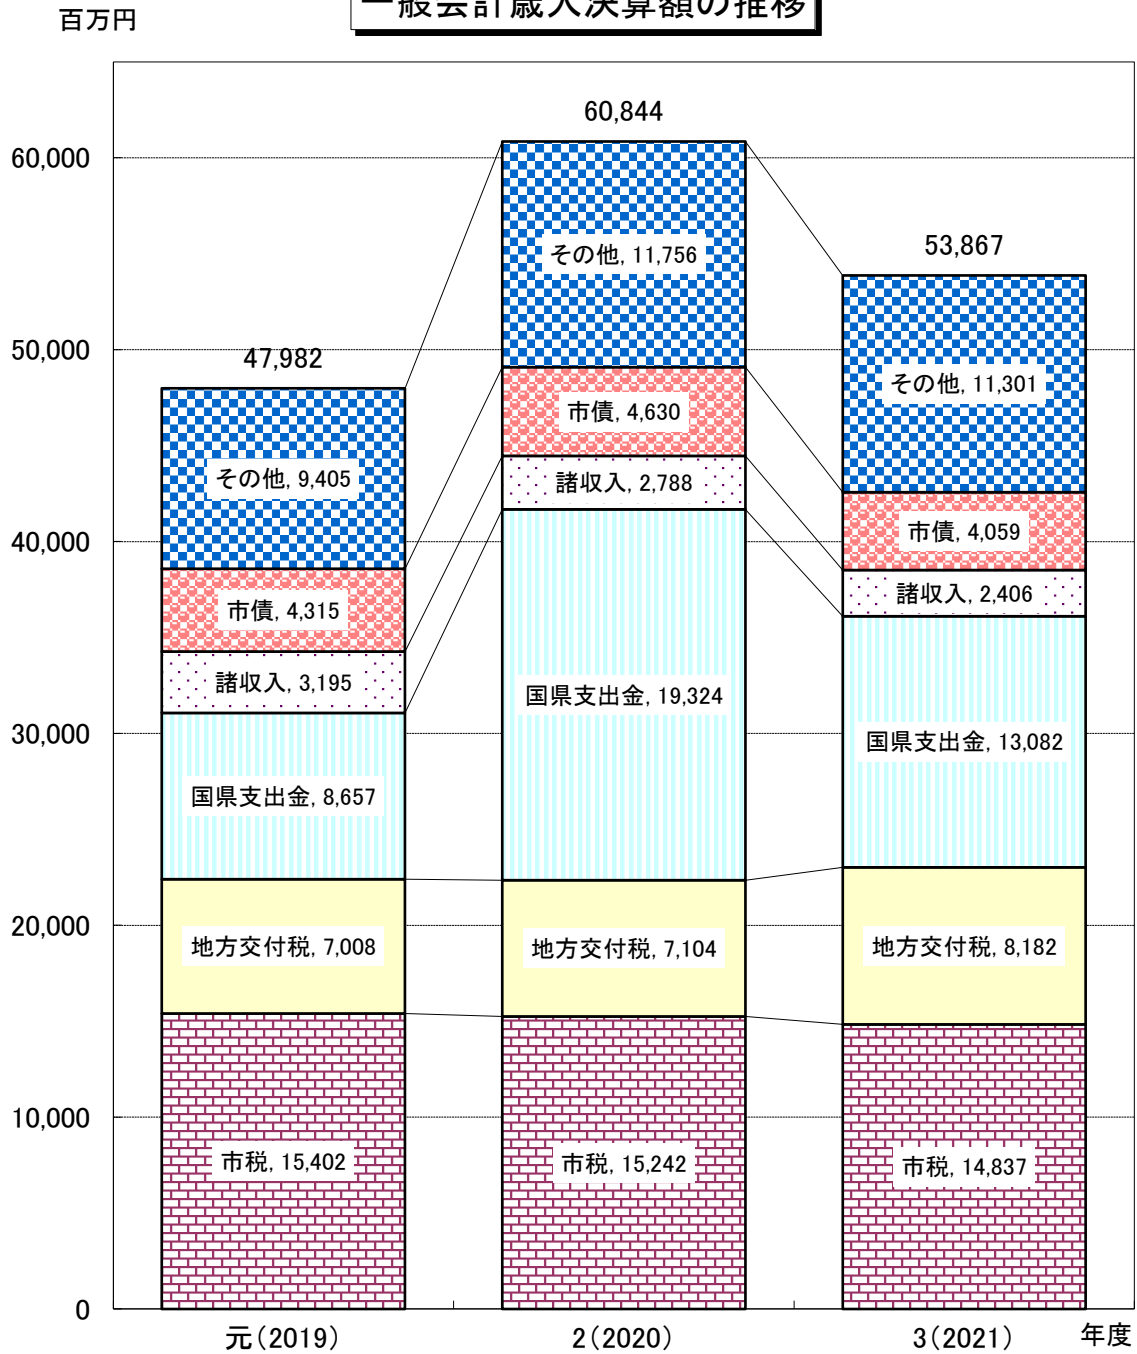 一般会計歳入決算額の推移
百万円
60,844
60,000
その他, 11,756
53,867
50,000
47,982
その他, 11,301
市債, 4,630
その他, 9,405
諸収入, 2,788
40,000
市債, 4,059
市債, 4,315
諸収入, 2,406
諸収入, 3,195
国県支出金, 19,324
30,000
国県支出金, 13,082
国県支出金, 8,657
20,000
地方交付税, 7,008
地方交付税, 7,104
地方交付税, 8,182
10,000
市税, 15,402
市税, 15,242
市税, 14,837
0
元(2019)
2(2020)
3(2021)
年度